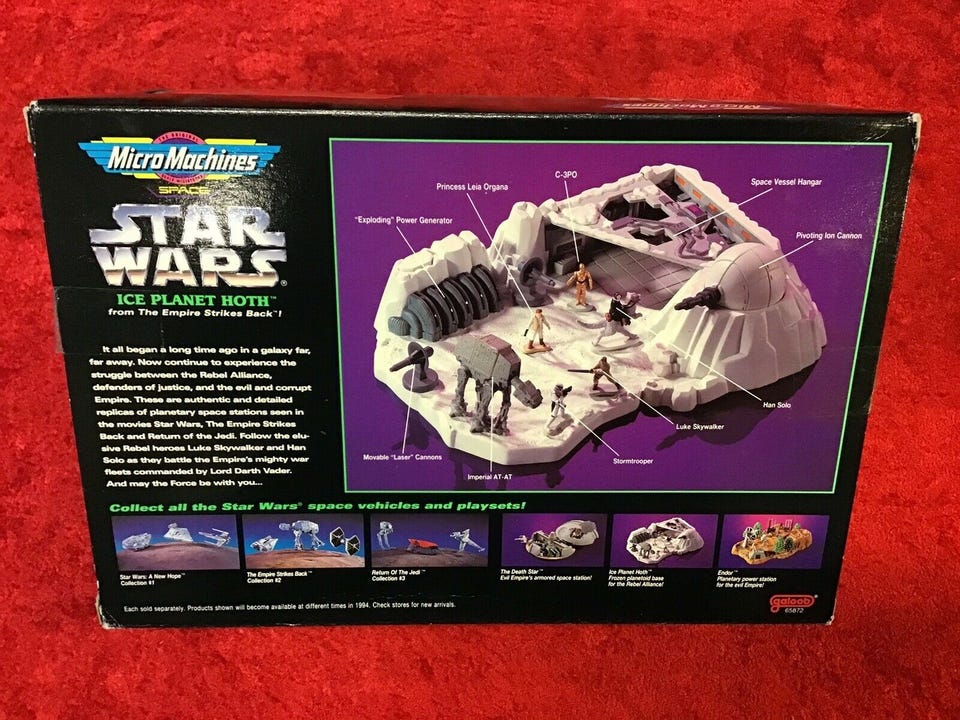 Micro Machines
THE ORIGINAL
Micro Machines
SPACE
STAR
WARS®
ICE PLANET HOTH™
from The Empire Strikes Back™!
It all began a long time ago in a galaxy far,
far away. Now continue to experience the
struggle between the Rebel Alliance,
defenders of justice, and the evil and corrupt
Empire. These are authentic and detailed
replicas of planetary space stations seen in
the movies Star Wars, The Empire Strikes
Back and Return of the Jedi. Follow the elu-
sive Rebel heroes Luke Skywalker and Han
Solo as they battle the Empire's mighty war
fleets commanded by Lord Darth Vader.
And may the Force be with you...
C-3PO
Princess Leia Organa
Space Vessel Hangar
"Exploding" Power Generator
Pivoting Ion Cannon
Han Solo
Luke Skywalker
Movable "Laser" Cannons
Stormtrooper
Imperial AT-AT
Collect all the Star Wars® space vehicles and playsets!
Star Wars: A New Hope™
Collection #1
The Empire Strikes Back™
Collection #2
Return Of The Jedi™
Collection #3
The Death Star™
Evil Empire's armored space station!
Ice Planet Hoth™
Frozen planetoid base
for the Rebel Alliance!
Endor™
Planetary power station
for the evil Empire!
Each sold separately. Products shown will become available at different times in 1994. Check stores for new arrivals.
galoob®
65872